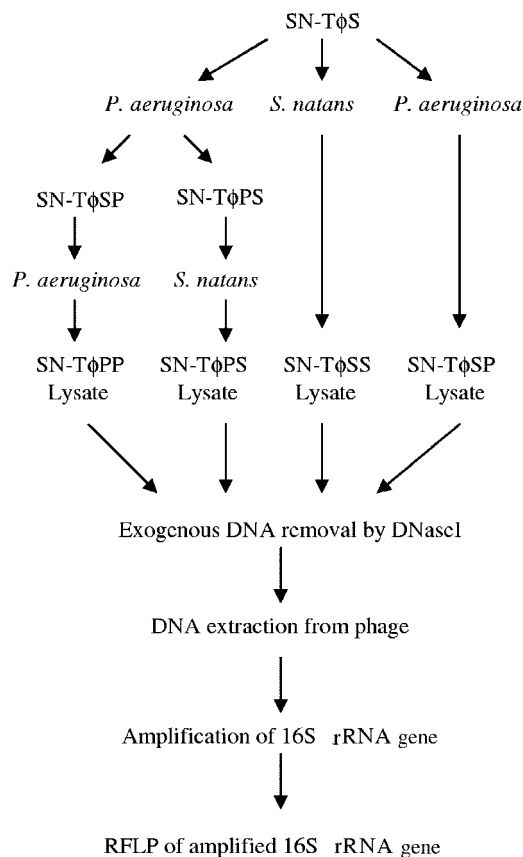 SN-TϕS
P. aeruginosa S. natans P. aeruginosa
SN-TϕSP SN-TϕPS
P. aeruginosa S. natans
SN-TϕPP SN-TϕPS SN-TϕSS SN-TϕSP
Lysate Lysate Lysate Lysate
Exogenous DNA removal by DNase1
DNA extraction from phage
Amplification of 16S rRNA gene
RFLP of amplified 16S rRNA gene